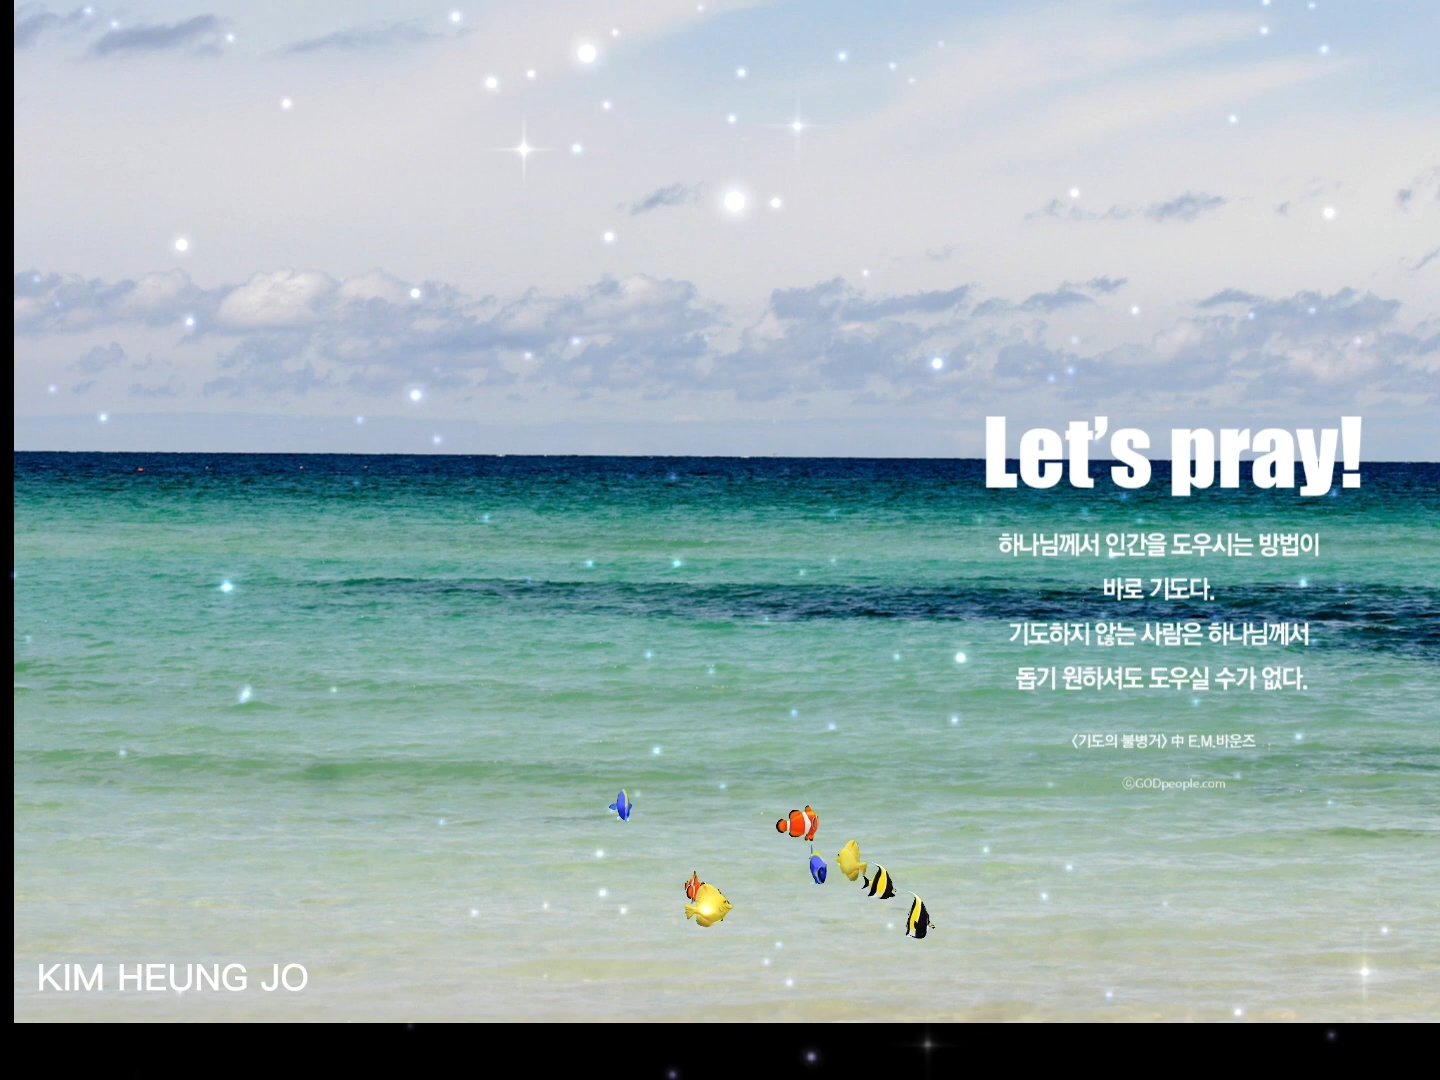 Let's pray!
하나님께서 인간을 도우시는 방법이
바로 기도다.
기도하지 않는 사람은 하나님께서
돕기 원하셔도 도우실 수가 없다.
<기도의 불병거> 中 E.M.바운즈
©GODpeople.com
KIM HEUNG JO